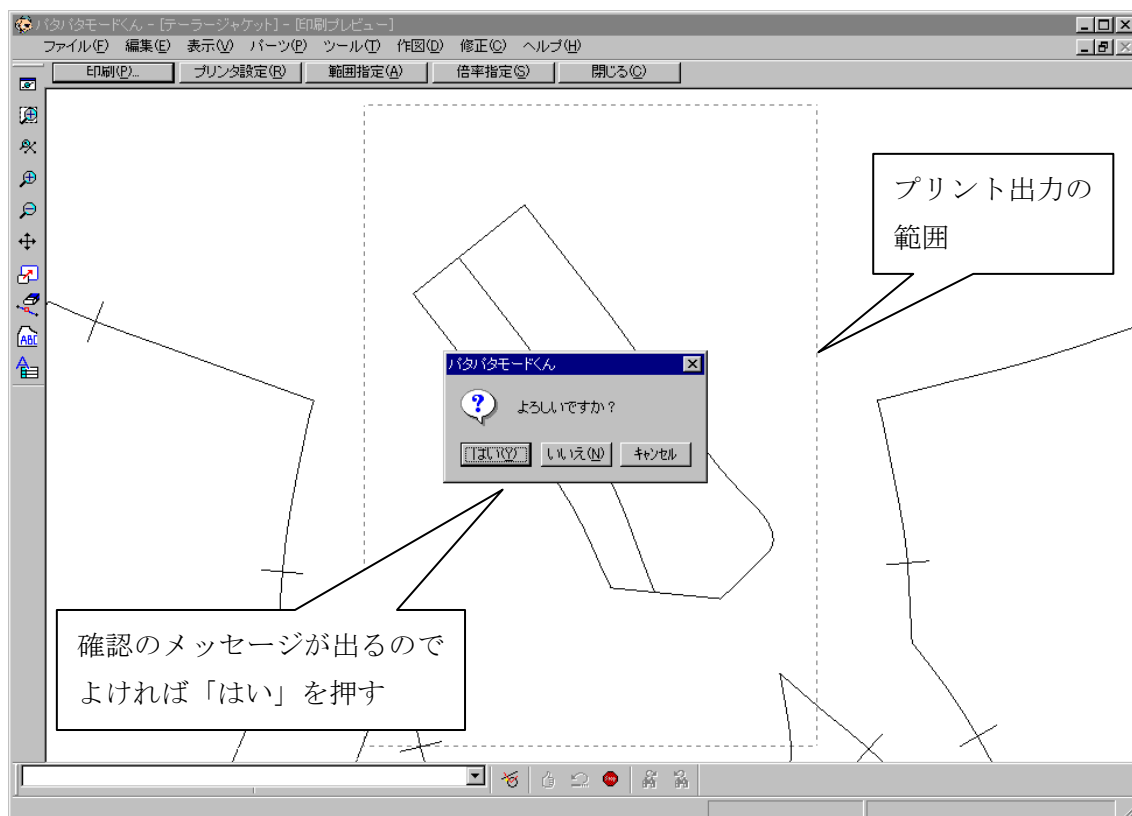 パタパタモードくん - [テーラージャケット] - [印刷プレビュー]
ファイル(F) 編集(E) 表示(V) パーツ(P) ツール(T) 作図(D) 修正(C) ヘルプ(H)
印刷(P)... プリンタ設定(R) 範囲指定(A) 倍率指定(S) 閉じる(C)
プリント出力の
範囲
ABC
A
パタパタモードくん
?
よろしいですか?
はい(Y) いいえ(N) キャンセル
確認のメッセージが出るので
よければ「はい」を押す